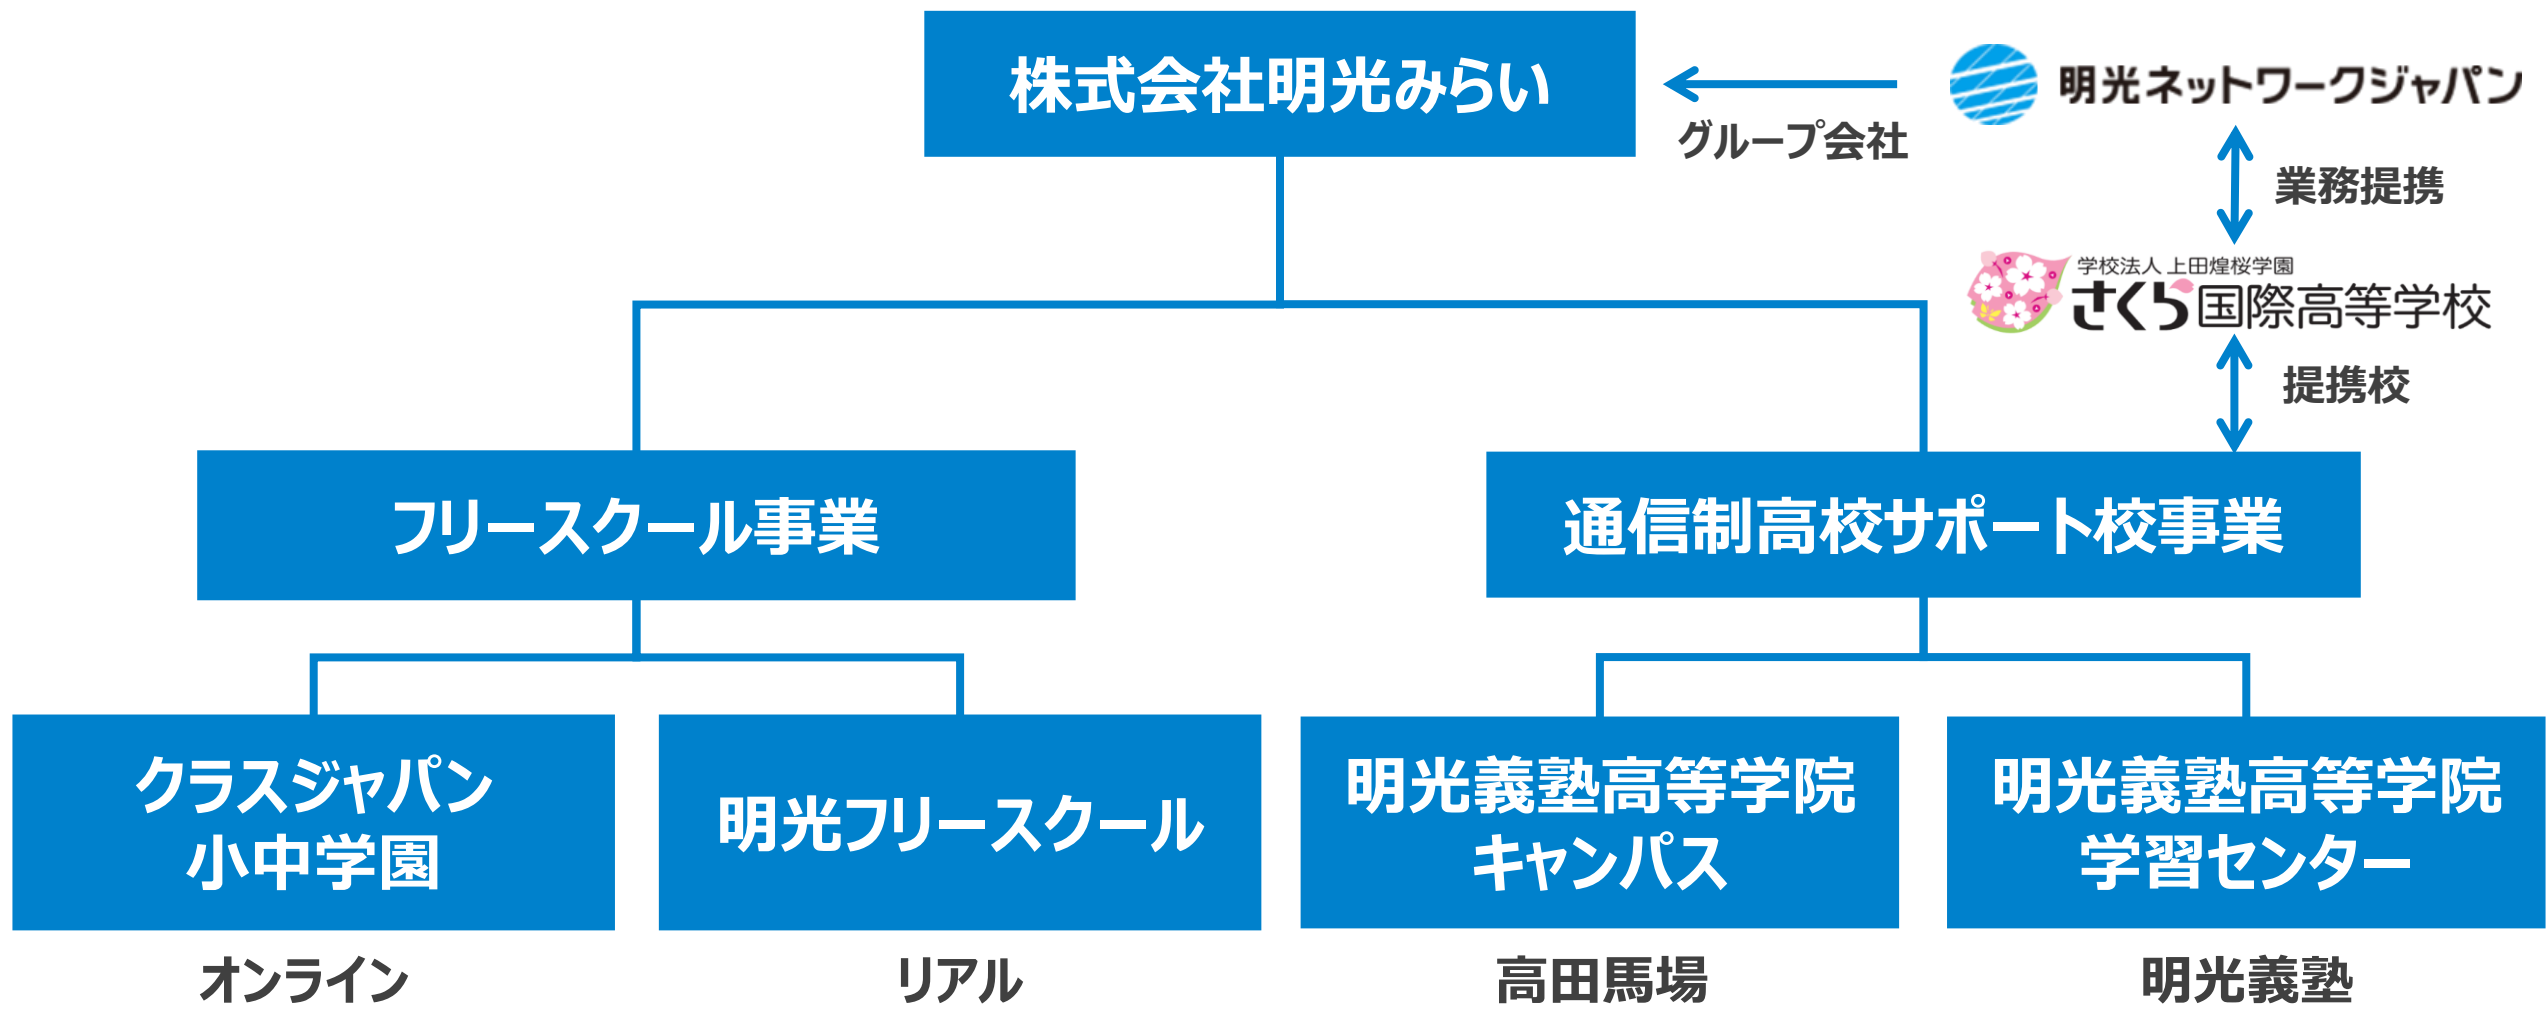 株式会社明光みらい
明光ネットワークジャパン
グループ会社
業務提携
学校法人 上田煌桜学園
さくら国際高等学校
提携校
フリースクール事業
通信制高校サポート校事業
クラスジャパン
小中学園
明光フリースクール
明光義塾高等学院
キャンパス
明光義塾高等学院
学習センター
オンライン
リアル
高田馬場
明光義塾